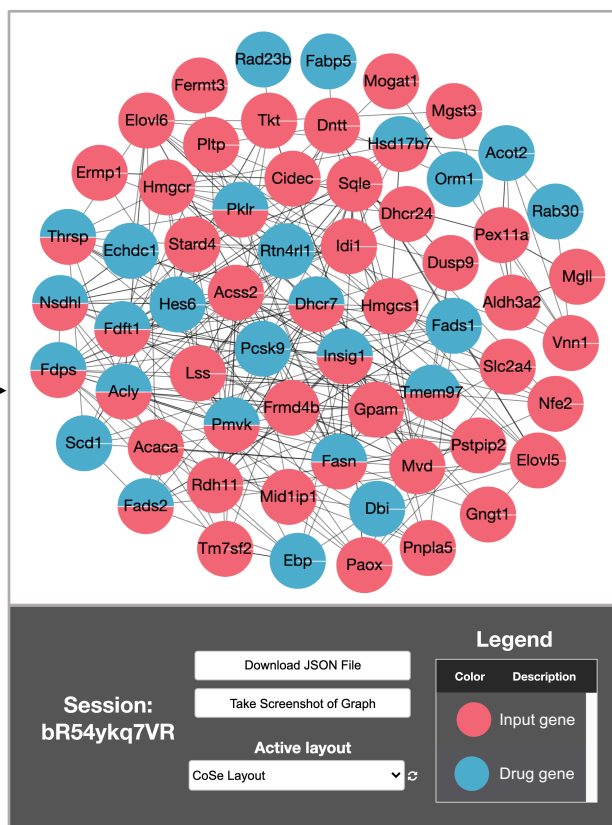 Rad23b
Fabp5
Fermt3
Mogat1
Mgst3
Elovl6
Tkt
Dntt
Pltp
Hsd17b7
Acot2
Ermp1
Hmgcr
Cidec
Sqle
Orm1
Pklr
Dhcr24
Rab30
Thrsp
Echdc1
Stard4
Rtn4rl1
Idi1
Pex11a
Dusp9
Mgll
Nsdhl
Hes6
Acss2
Dhcr7
Hmgcs1
Aldh3a2
Fdft1
Fads1
Vnn1
Pcsk9
Insig1
Fdps
Lss
Slc2a4
Acly
Tmem97
Frmd4b
Gpam
Nfe2
Pmvk
Scd1
Acaca
Pstpip2
Fasn
Mvd
Elovl5
Rdh11
Mid1ip1
Fads2
Dbi
Gngt1
Tm7sf2
Ebp
Paox
Pnpla5
Session:
bR54ykq7VR
Download JSON File
Take Screenshot of Graph
Active layout
CoSe Layout
Legend
Color Description
Input gene
Drug gene